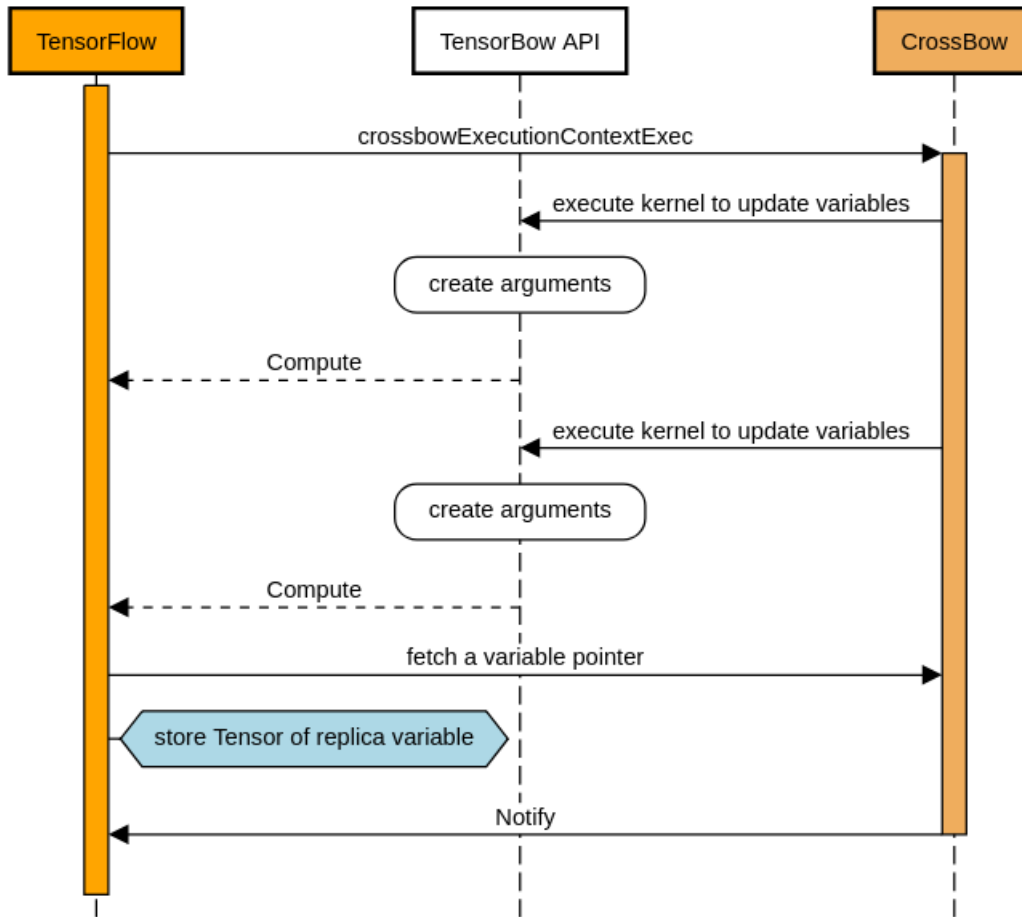 TensorFlow
TensorBow API
CrossBow
crossbowExecutionContextExec
execute kernel to update variables
create arguments
Compute
execute kernel to update variables
create arguments
Compute
fetch a variable pointer
store Tensor of replica variable
Notify